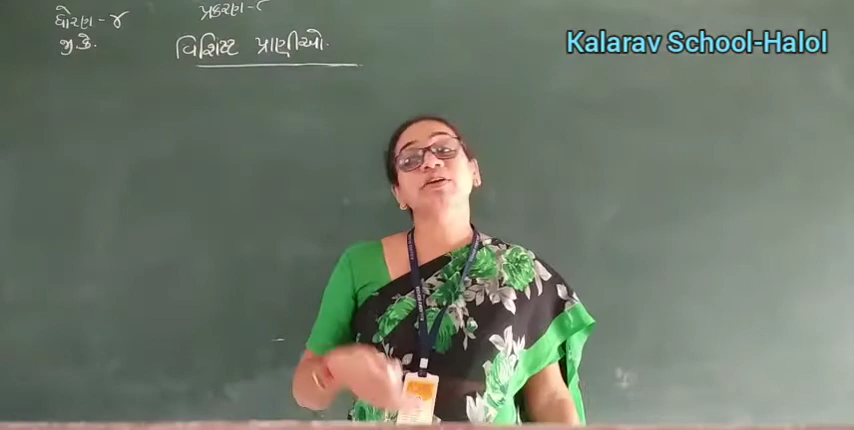 ધોરણ - ૪
પ્રકરણ - ૮
જી.કે.
વિશિષ્ટ પ્રાણીઓ.
Kalarav School-Halol